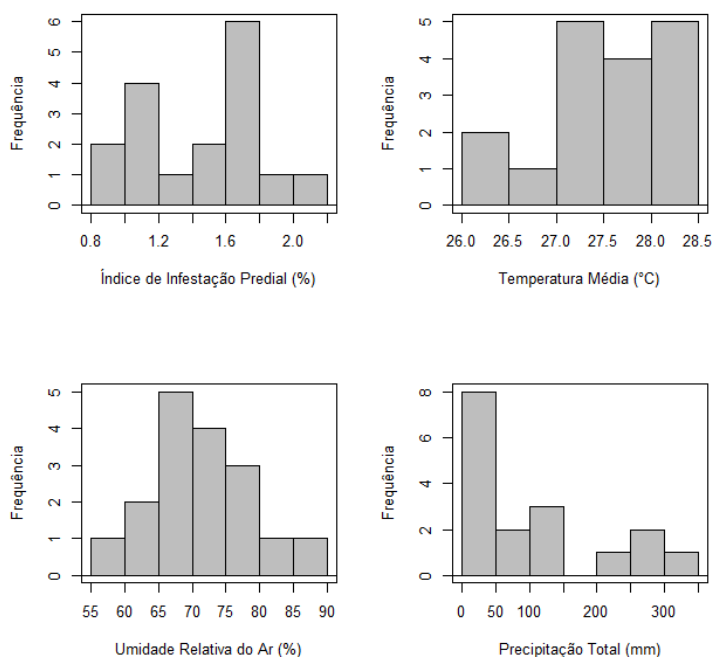 Frequência
0 1 2 3 4 5 6
0.8 1.2 1.6 2.0
Índice de Infestação Predial (%)
Frequência
0 1 2 3 4 5
26.0 26.5 27.0 27.5 28.0 28.5
Temperatura Média (°C)
Frequência
0 1 2 3 4 5
55 60 65 70 75 80 85 90
Umidade Relativa do Ar (%)
Frequência
0 2 4 6 8
0 50 100 200 300
Precipitação Total (mm)